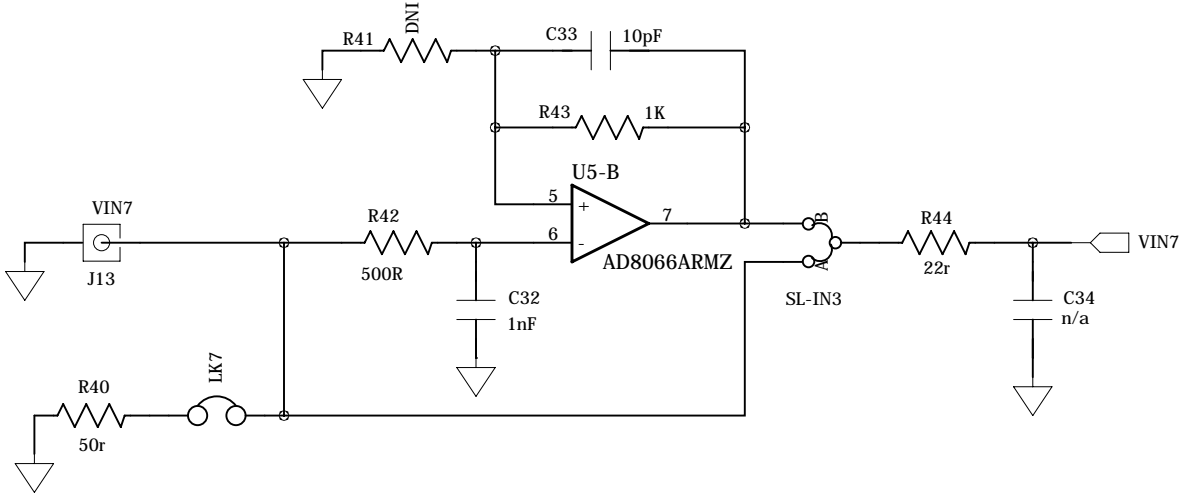 R41
DNI
C33
10pF
R43
1K
U5-B
5
+
7
6
-
AD8066ARMZ
VIN7
J13
R42
500R
C32
1nF
B
A
SL-IN3
R44
22r
VIN7
C34
n/a
LK7
R40
50r